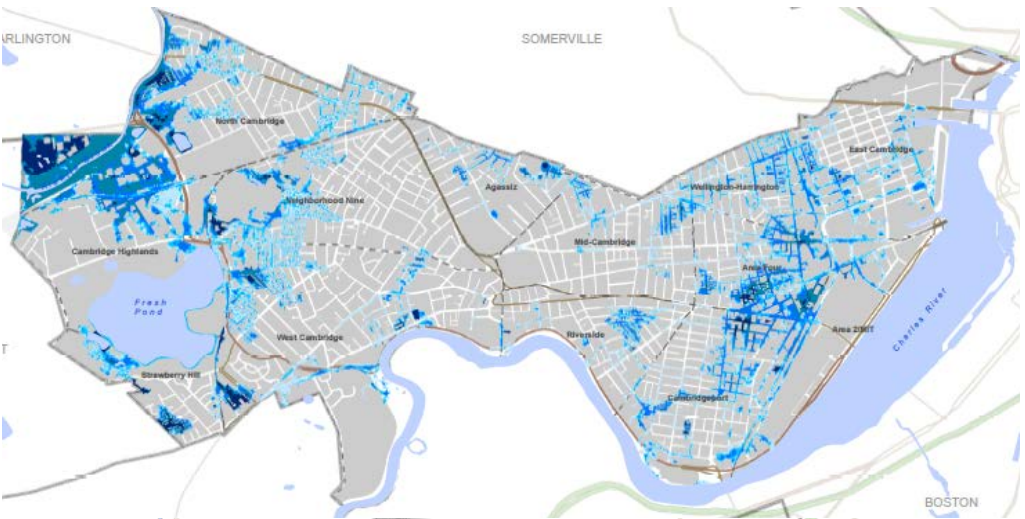 ARLINGTON
SOMERVILLE
North Cambridge
East Cambridge
Agassiz
Wellington-Harrington
Neighborhood Nine
Mid-Cambridge
Cambridge Highlands
Area Four
Fresh
Pond
Charles River
Area 2/MIT
Riverside
West Cambridge
Strawberry Hill
Cambridgeport
BOSTON